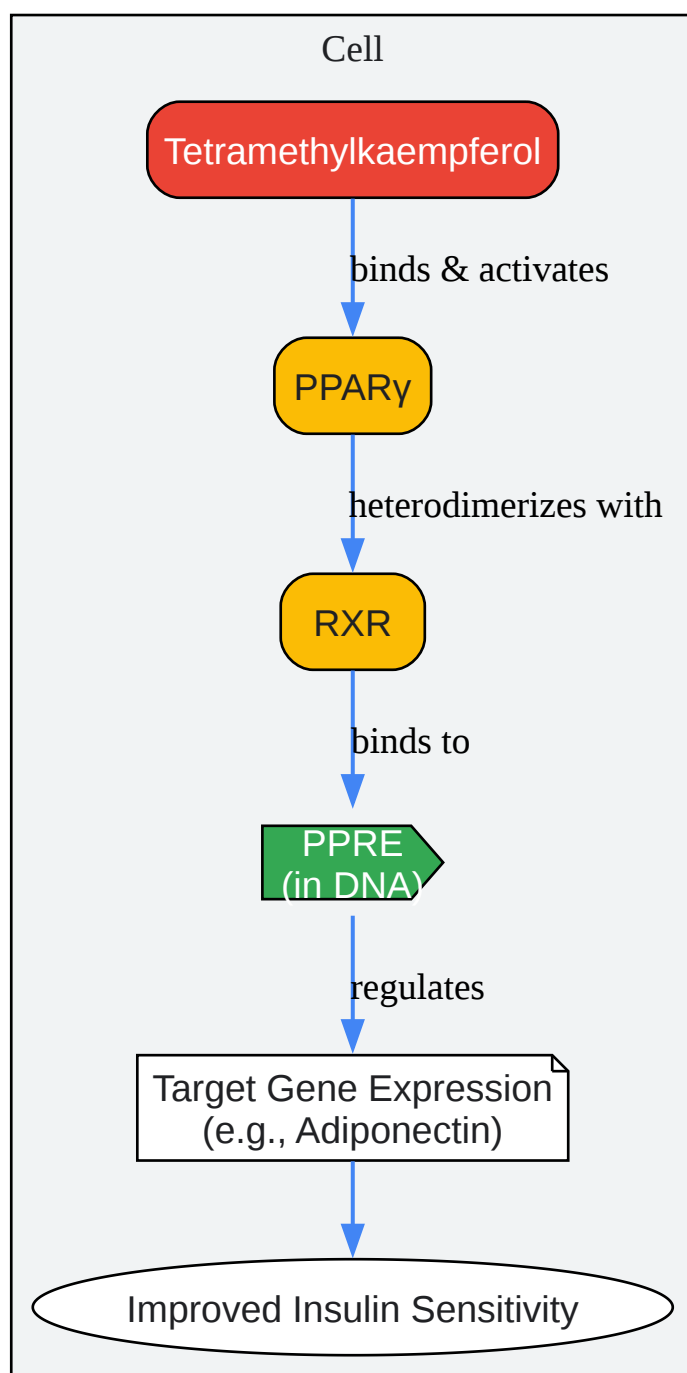 Cell
Tetramethylkaempferol
binds & activates
PPARγ
heterodimerizes with
RXR
binds to
PPRE
(in DNA)
regulates
Target Gene Expression
(e.g., Adiponectin)
Improved Insulin Sensitivity